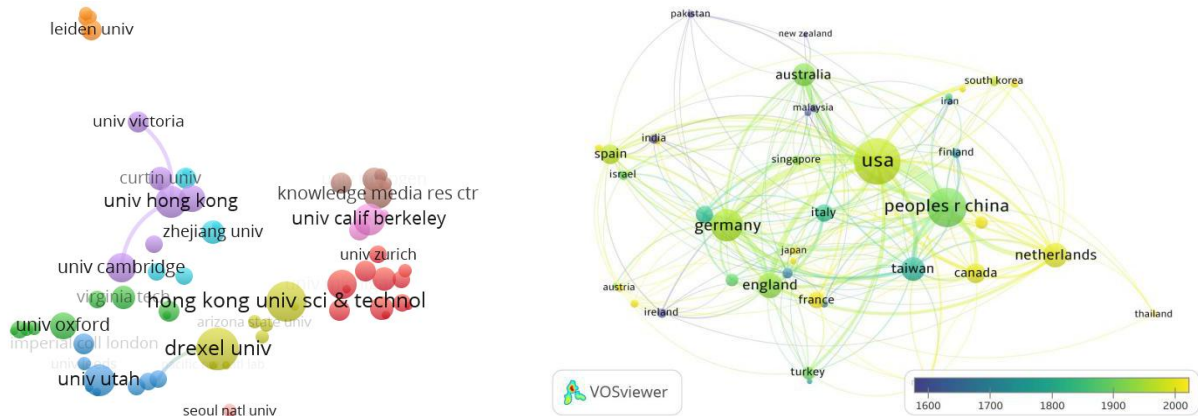 leiden univ
univ victoria
curtin univ
univ hong kong
zhejiang univ
univ cambridge
virginia tech
hong kong univ sci & technol
arizona state univ
univ oxford
imperial coll london
drexel univ
univ utah
seoul natl univ
knowledge media res ctr
univ calif berkeley
univ zurich
pakistan
new zealand
australia
south korea
malaysia
iran
india
spain
singapore
usa
finland
israel
peoples r china
italy
germany
japan
taiwan
canada
netherlands
england
austria
france
ireland
thailand
turkey
VOSviewer
1600 1700 1800 1900 2000